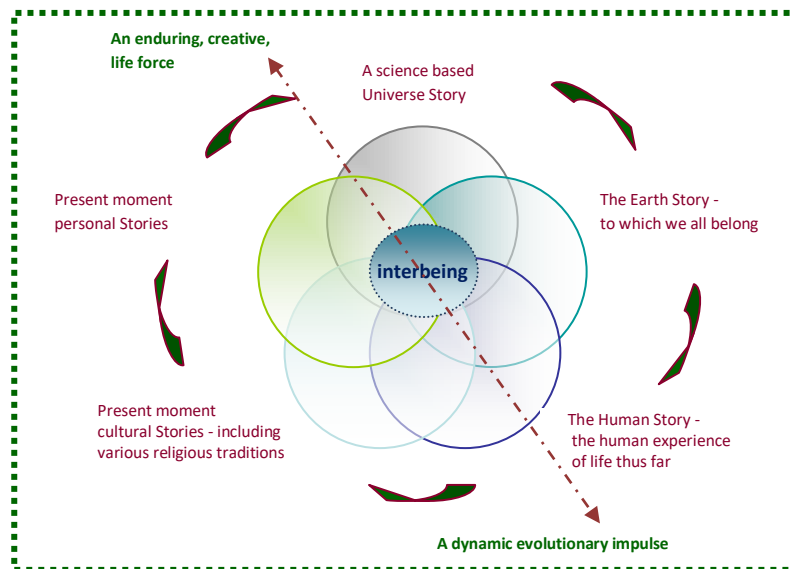 An enduring, creative,
life force
A science based
Universe Story
Present moment
personal Stories
The Earth Story -
to which we all belong
interbeing
Present moment
cultural Stories - including
various religious traditions
The Human Story -
the human experience
of life thus far
A dynamic evolutionary impulse